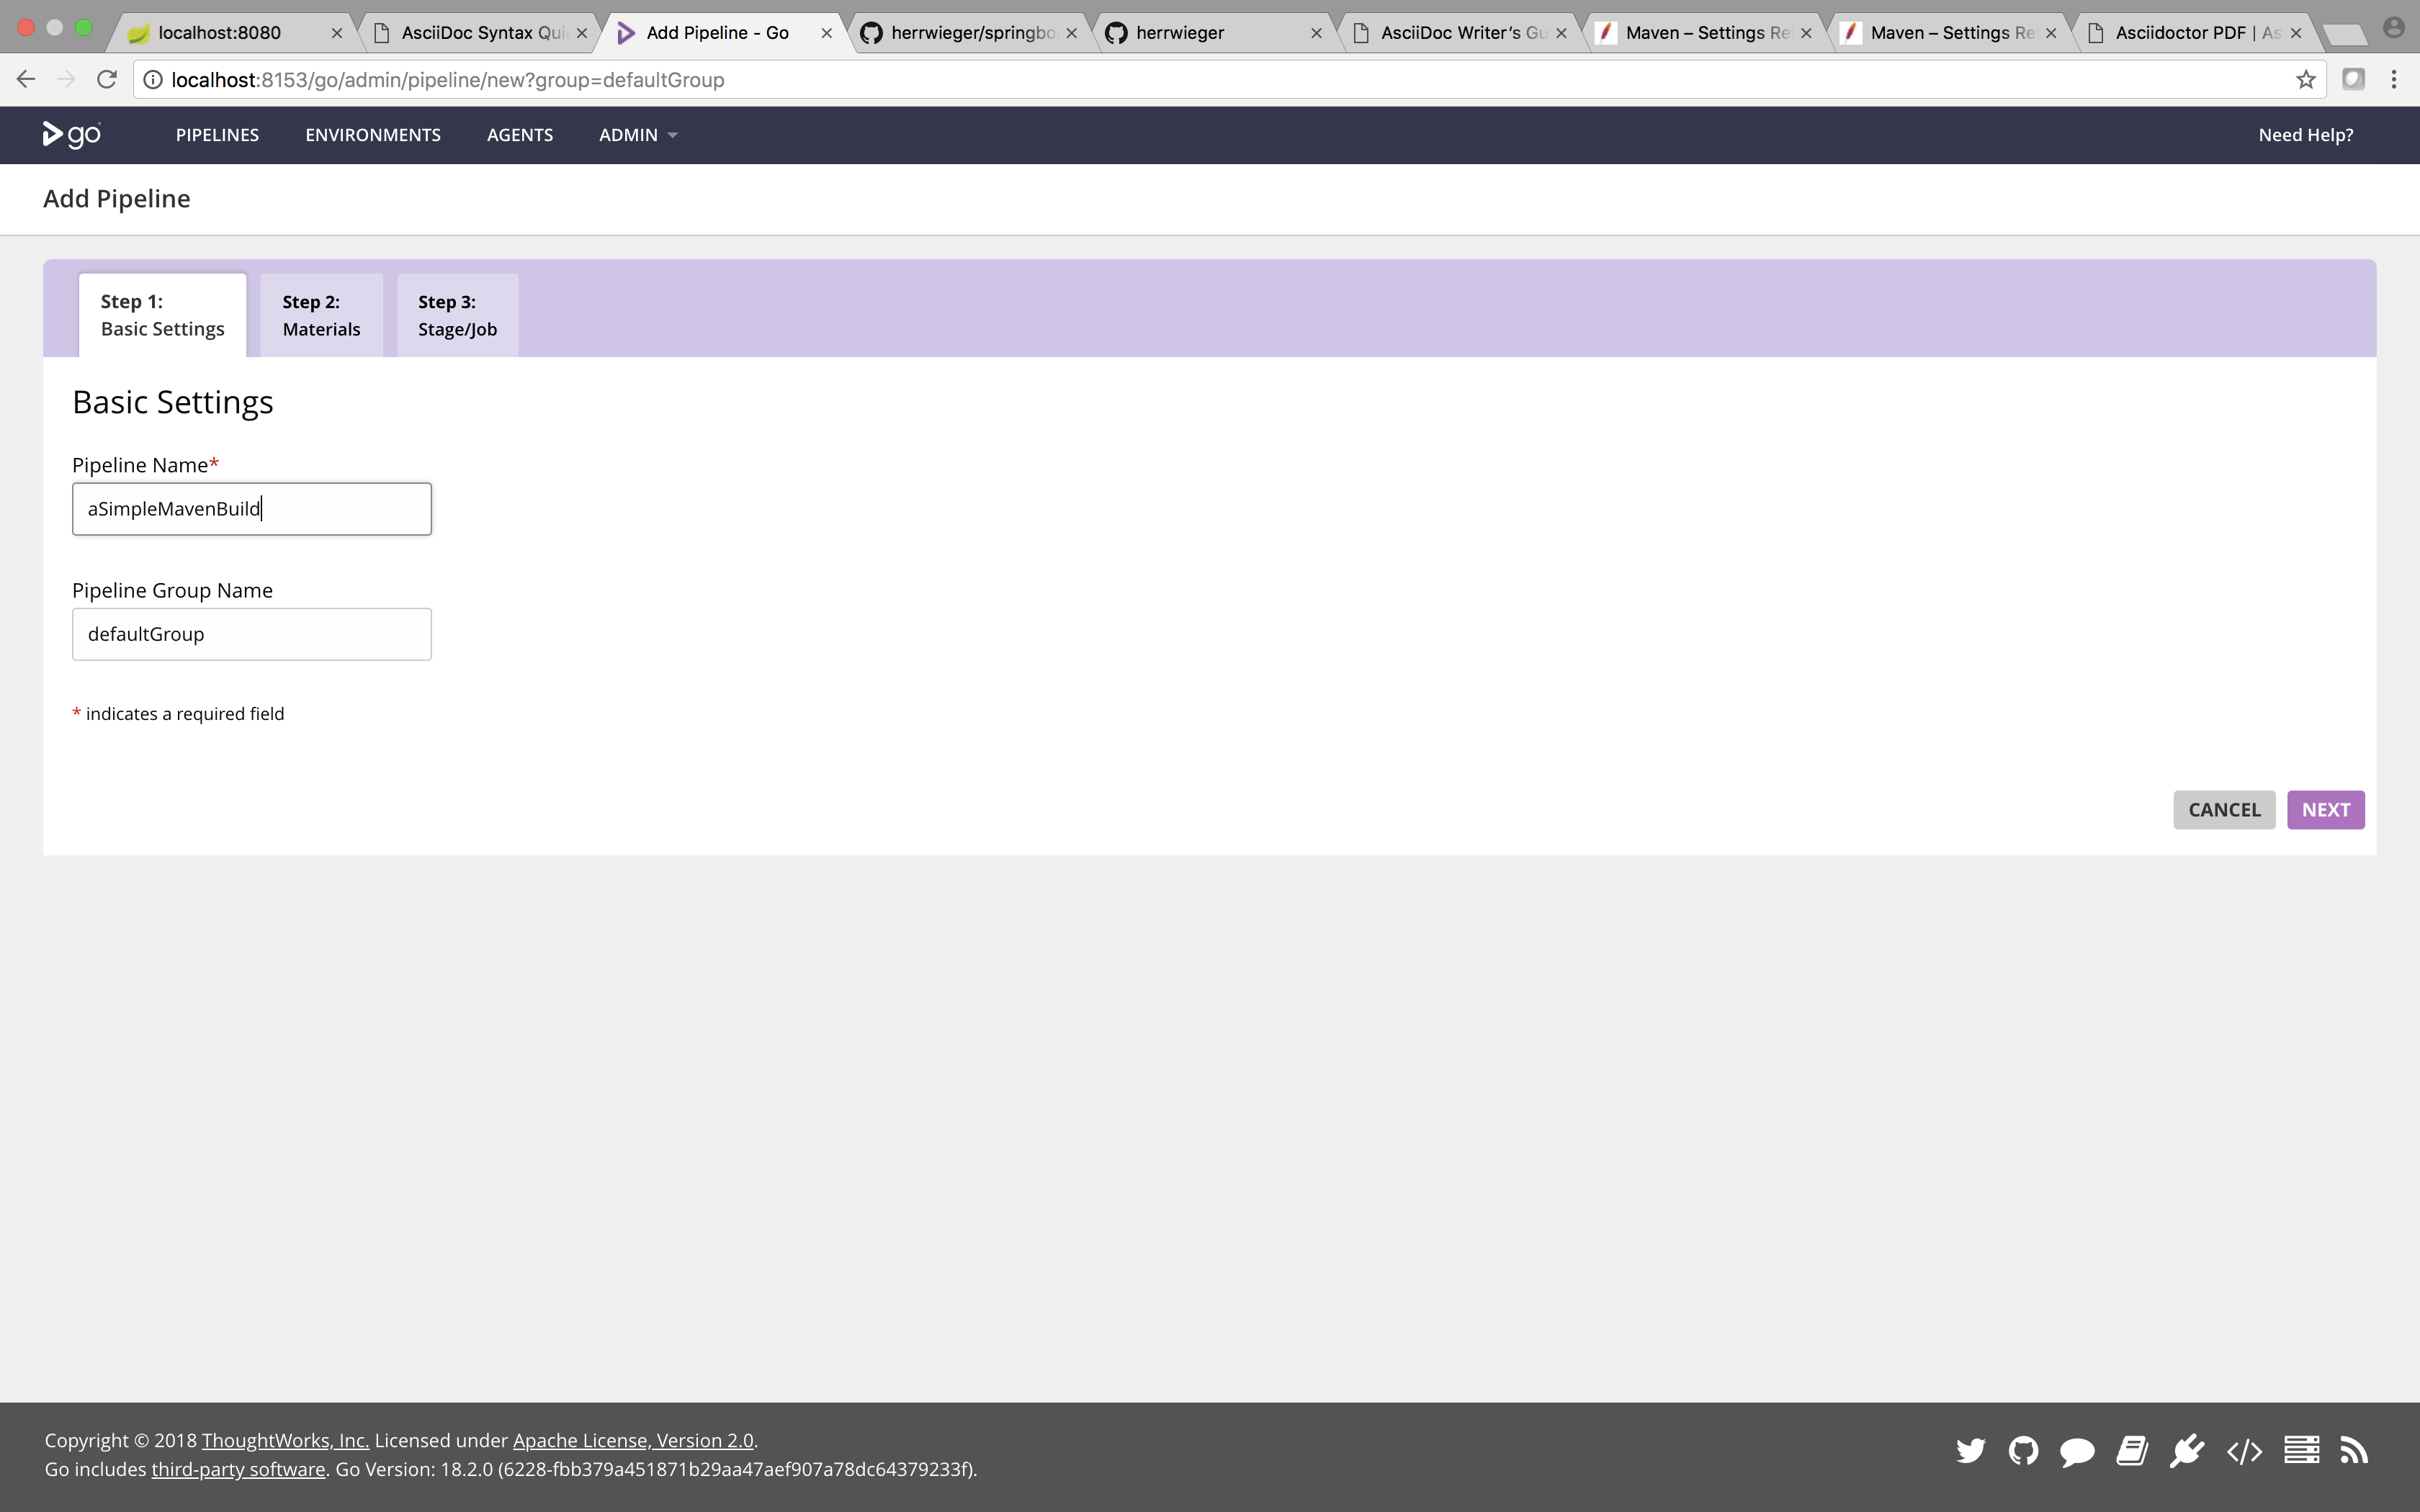 localhost:8080
AsciiDoc Syntax Qui
Add Pipeline - Go
herrwieger/springbo
herrwieger
AsciiDoc Writer's Gu
Maven – Settings Re
Maven – Settings Re
Asciidoctor PDF | As
localhost:8153/go/admin/pipeline/new?group=defaultGroup
go
PIPELINES
ENVIRONMENTS
AGENTS
ADMIN
Need Help?
Add Pipeline
Step 1:
Basic Settings
Step 2:
Materials
Step 3:
Stage/Job
Basic Settings
Pipeline Name*
aSimpleMavenBuild
Pipeline Group Name
defaultGroup
* indicates a required field
CANCEL
NEXT
Copyright © 2018 ThoughtWorks, Inc. Licensed under Apache License, Version 2.0.
Go includes third-party software. Go Version: 18.2.0 (6228-fbb379a451871b29aa47aef907a78dc64379233f).